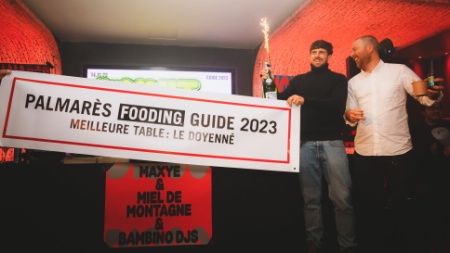 PALMARÈS FOODING GUIDE 2023
MEILLEURE TABLE : LE DOYENNÉ
MAXYE
&
MIEL DE
MONTAGNE
&
BAMBINO DJS